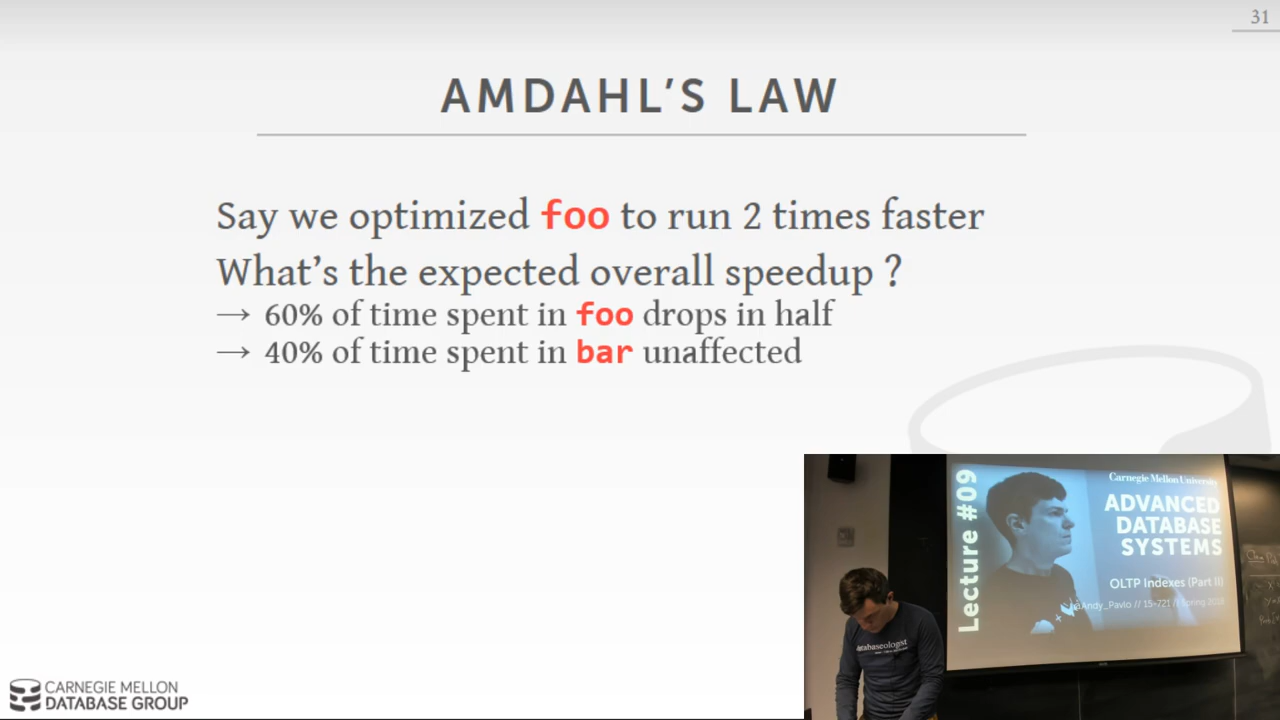 31
AMDAHL’S LAW
Say we optimized foo to run 2 times faster
What’s the expected overall speedup ?
→ 60% of time spent in foo drops in half
→ 40% of time spent in bar unaffected
Lecture #09
Carnegie Mellon University
ADVANCED
DATABASE
SYSTEMS
OLTP Indexes (Part II)
@Andy_Pavlo // 15-721 // Spring 2018
databaseologist
CARNEGIE MELLON
DATABASE GROUP